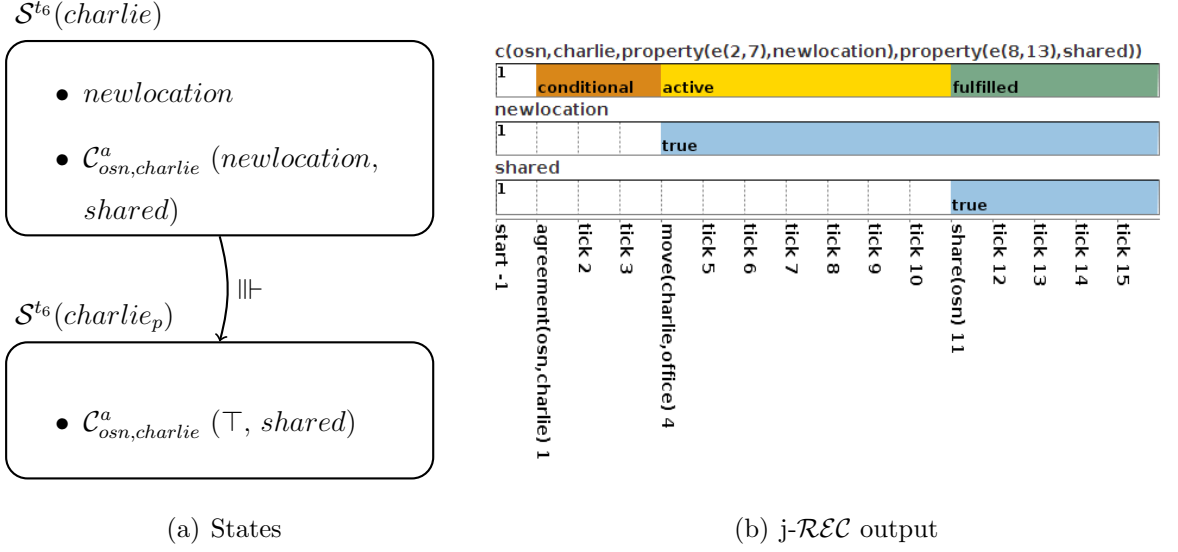 𝒮^{t₆}(charlie)
• newlocation
• 𝒞^a_{osn,charlie} (newlocation,
shared)
⊪
𝒮^{t₆}(charlie_p)
• 𝒞^a_{osn,charlie} (⊤, shared)
(a) States
c(osn,charlie,property(e(2,7),newlocation),property(e(8,13),shared))
1
conditional
active
fulfilled
newlocation
1
true
shared
1
true
start -1
agreement(osn,charlie) 1
tick 2
tick 3
move(charlie,office) 4
tick 5
tick 6
tick 7
tick 8
tick 9
tick 10
share(osn) 11
tick 12
tick 13
tick 14
tick 15
(b) j-ℛℰ𝒞 output